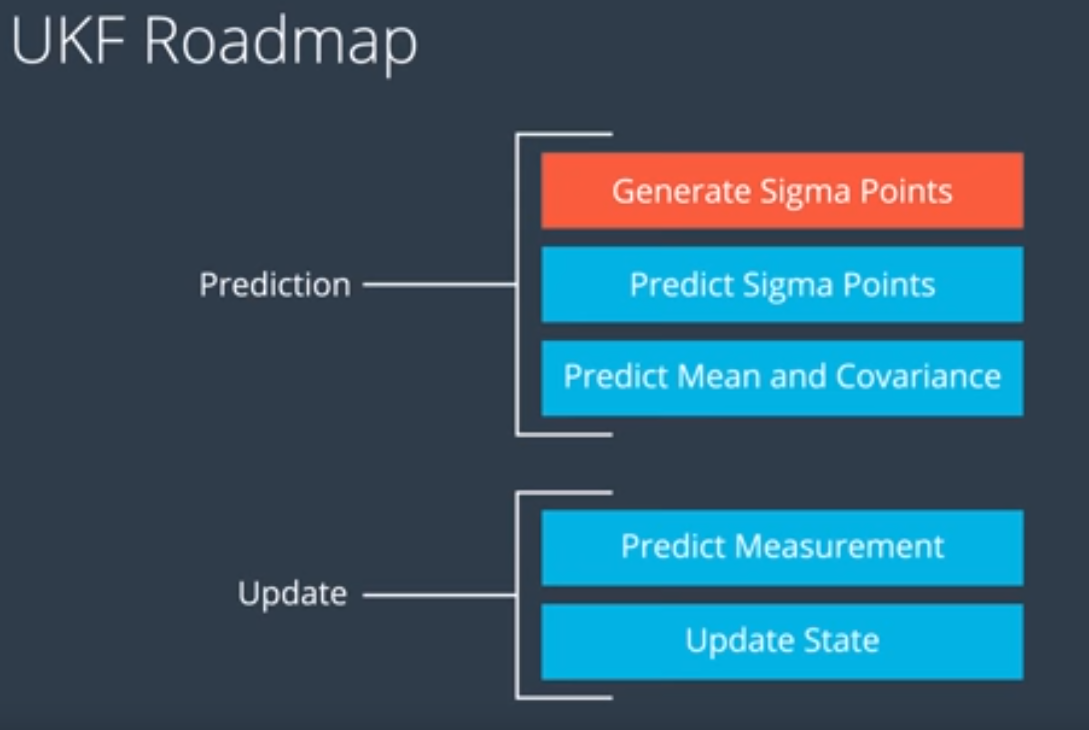 UKF Roadmap
Prediction
Generate Sigma Points
Predict Sigma Points
Predict Mean and Covariance
Update
Predict Measurement
Update State